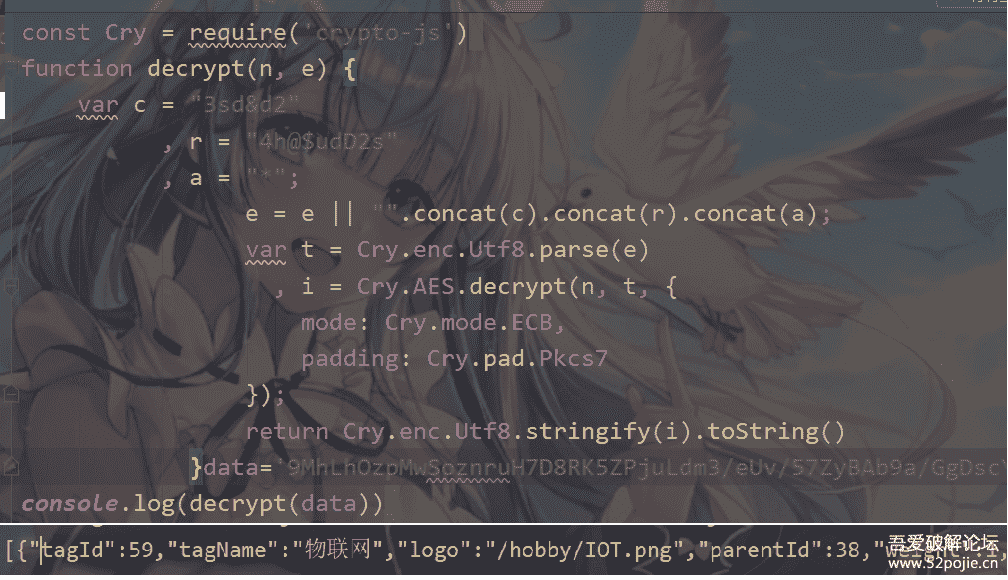 const Cry = require('crypto-js')
function decrypt(n, e) {
var c = "3sd&d2"
, r = "4h@$udD2s"
, a = "*";
e = e || "".concat(c).concat(r).concat(a);
var t = Cry.enc.Utf8.parse(e)
, i = Cry.AES.decrypt(n, t, {
mode: Cry.mode.ECB,
padding: Cry.pad.Pkcs7
});
return Cry.enc.Utf8.stringify(i).toString()
}data='9MhLhOzpMwSoznruH7D8RK5ZPjuLdm3/eUv/57ZyBAb9a/GgDsc
console.log(decrypt(data))
[{"tagId":59,"tagName":"物联网","logo":"/hobby/IOT.png","parentId":38,"weight":1,
吾爱破解论坛
www.52pojie.cn